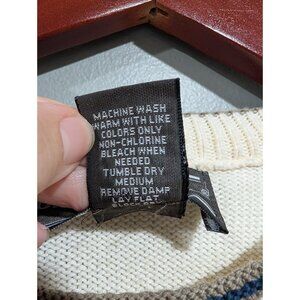 MACHINE WASH
WARM WITH LIKE
COLORS ONLY
NON-CHLORINE
BLEACH WHEN
NEEDED
TUMBLE DRY
MEDIUM
REMOVE DAMP
LAY FLAT
BLOCK